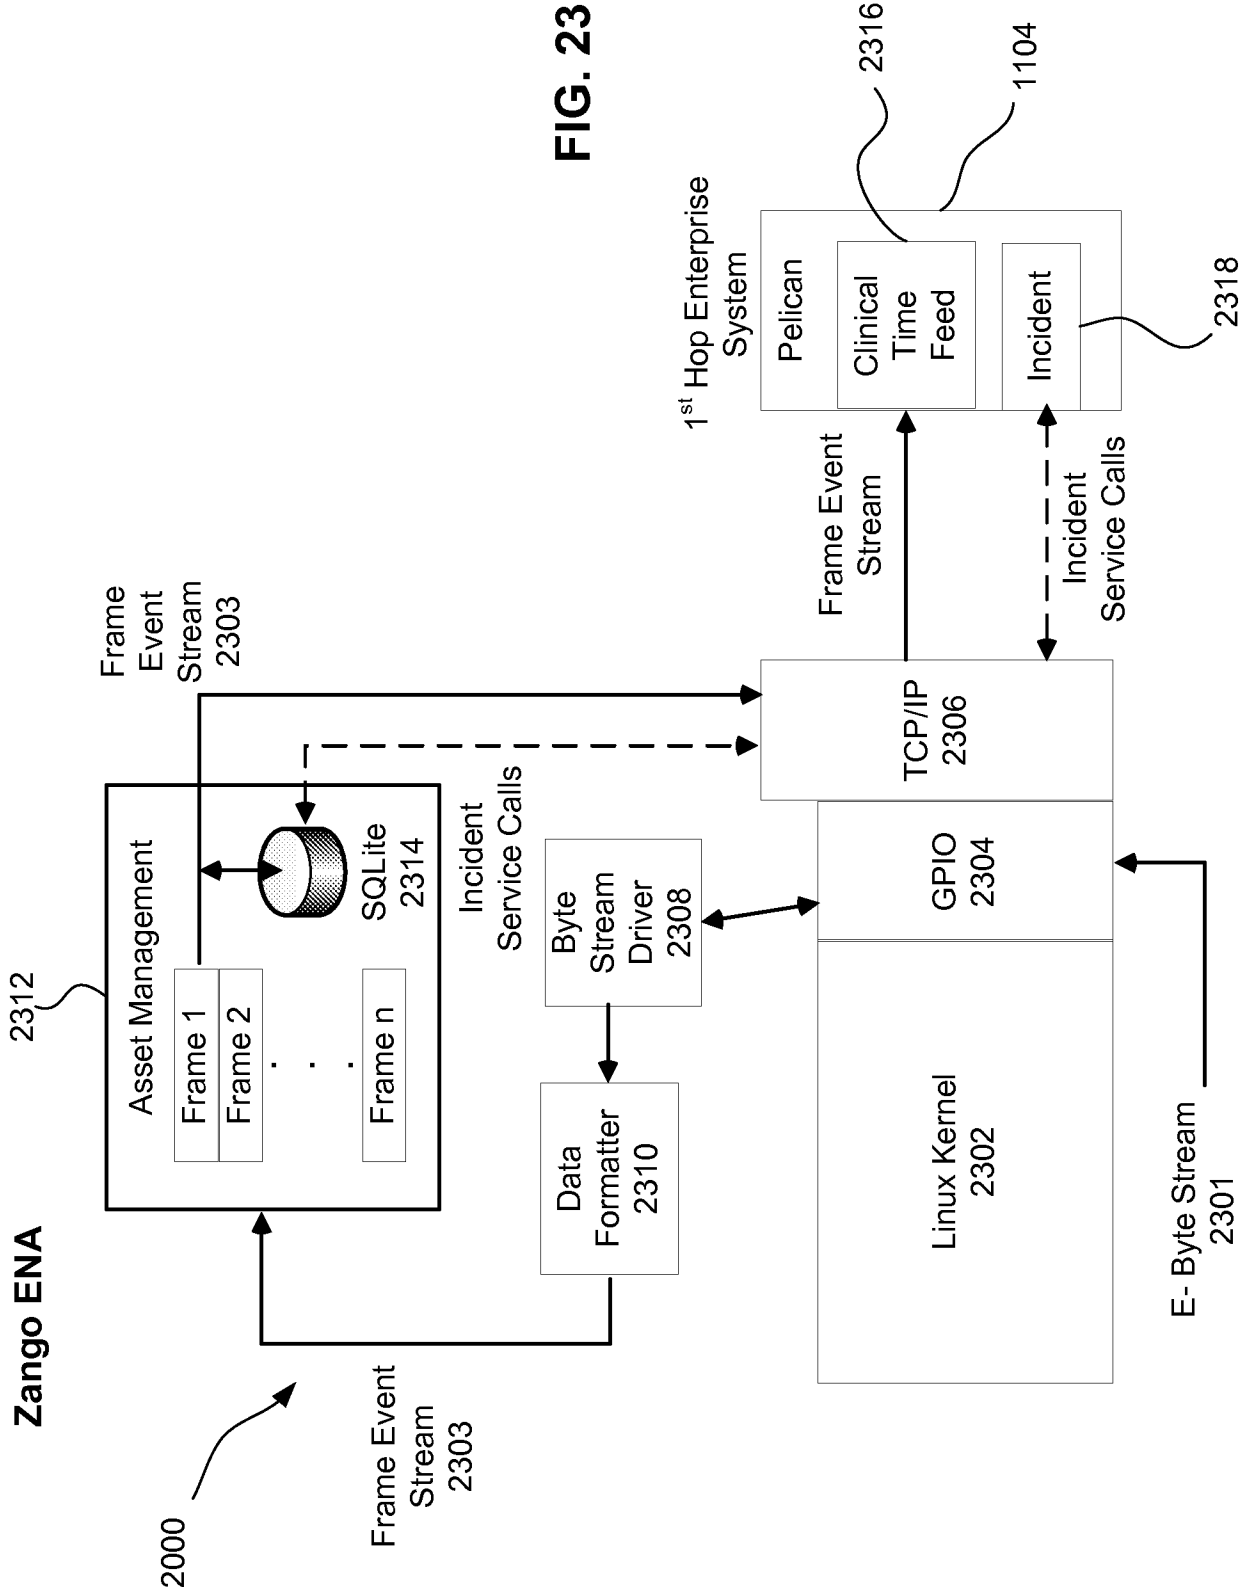 Zango ENA
2000
2312
Asset Management
Frame 1
Frame 2
. . .
Frame n
SQLite
2314
Frame
Event
Stream
2303
Frame Event
Stream
2303
Incident
Service Calls
Data
Formatter
2310
Byte
Stream
Driver
2308
Linux Kernel
2302
GPIO
2304
TCP/IP
2306
E- Byte Stream
2301
Frame Event
Stream
Incident
Service Calls
1st Hop Enterprise
System
Pelican
Clinical
Time
Feed
Incident
2316
1104
2318
FIG. 23